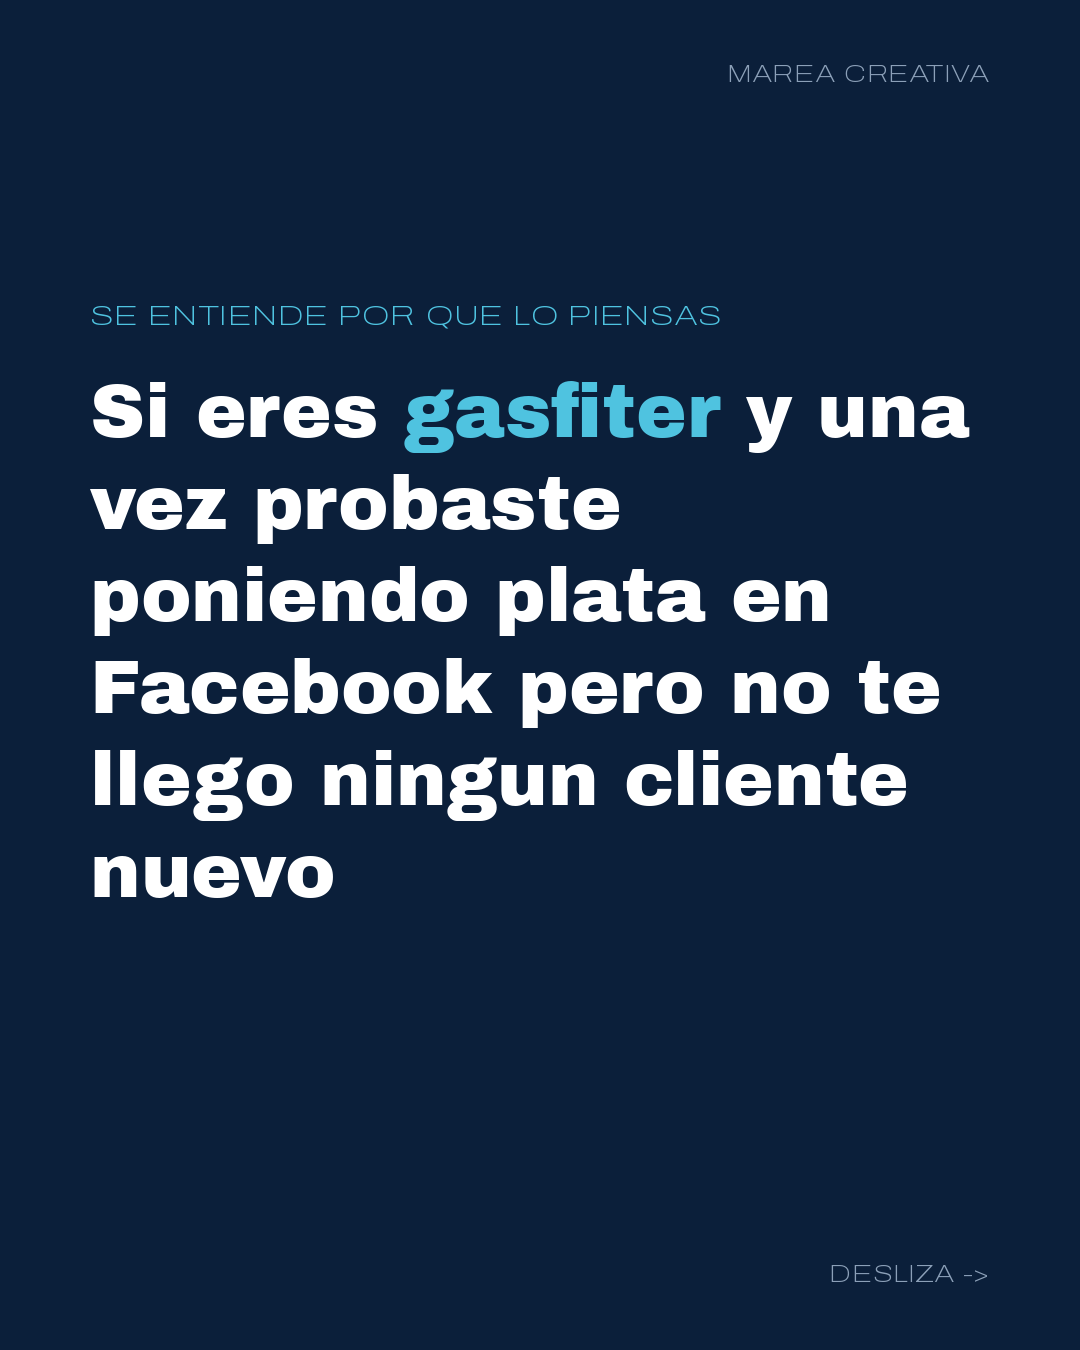 MAREA CREATIVA
SE ENTIENDE POR QUE LO PIENSAS
Si eres gasfiter y una
vez probaste
poniendo plata en
Facebook pero no te
llego ningun cliente
nuevo
DESLIZA ->